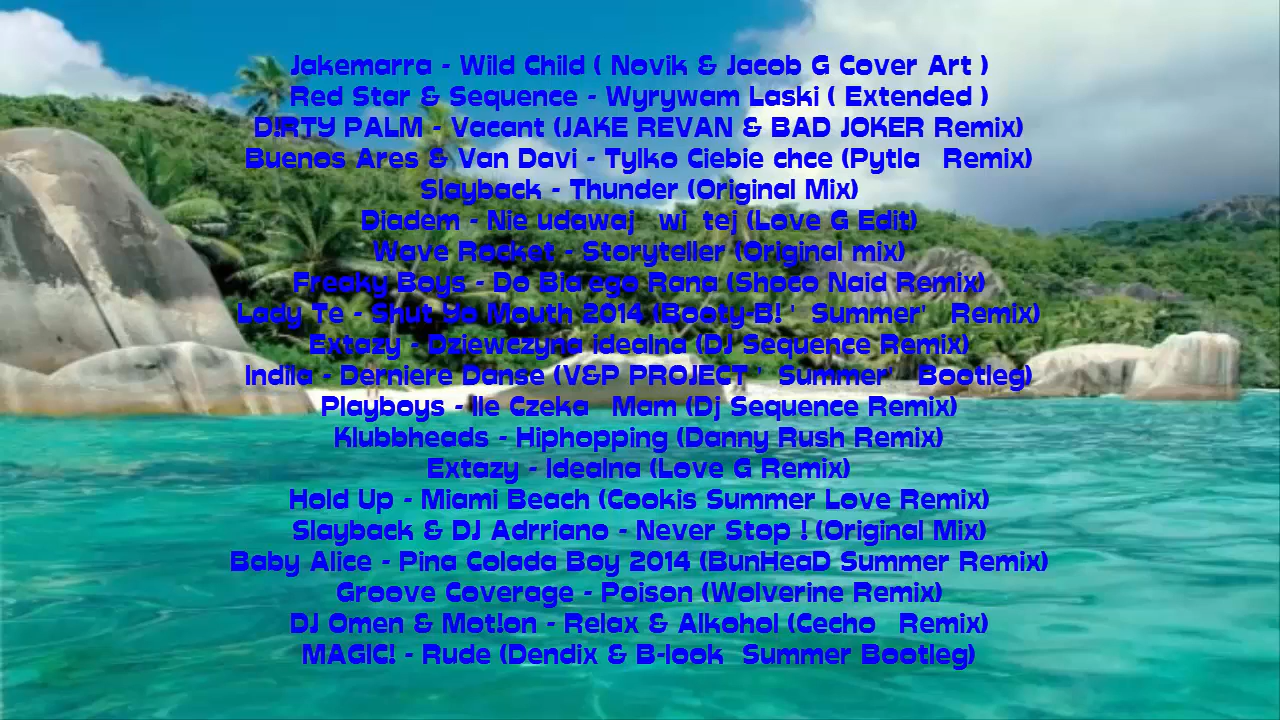 Jakemarra - Wild Child ( Novik & Jacob G Cover Art )
Red Star & Sequence - Wyrywam Laski ( Extended )
D!RTY PALM - Vacant (JAKE REVAN & BAD JOKER Remix)
Buenos Ares & Van Davi - Tylko Ciebie chce (Pytla  Remix)
Slayback - Thunder (Original Mix)
Diadem - Nie udawaj  wi tej (Love G Edit)
Wave Rocket - Storyteller (Original mix)
Freaky Boys - Do Bia ego Rana (Shoco Naid Remix)
Lady Te - Shut Yo Mouth 2014 (Booty-B! ' Summer'  Remix)
Extazy - Dziewczyna idealna (DJ Sequence Remix)
Indila - Derniere Danse (V&P PROJECT ' Summer'  Bootleg)
Playboys - Ile Czeka  Mam (Dj Sequence Remix)
Klubbheads - Hiphopping (Danny Rush Remix)
Extazy - Idealna (Love G Remix)
Hold Up - Miami Beach (Cookis Summer Love Remix)
Slayback & DJ Adrriano - Never Stop ! (Original Mix)
Baby Alice - Pina Colada Boy 2014 (BunHeaD Summer Remix)
Groove Coverage - Poison (Wolverine Remix)
DJ Omen & Mot!on - Relax & Alkohol (Cecho  Remix)
MAGIC! - Rude (Dendix & B-look  Summer Bootleg)